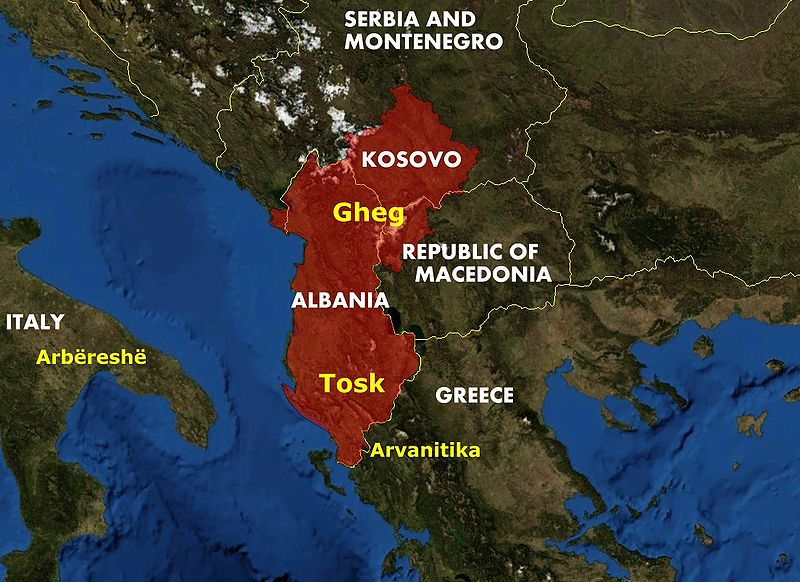 SERBIA AND
MONTENEGRO
KOSOVO
Gheg
REPUBLIC OF
MACEDONIA
ALBANIA
ITALY
Arbëreshë
Tosk
GREECE
Arvanitika